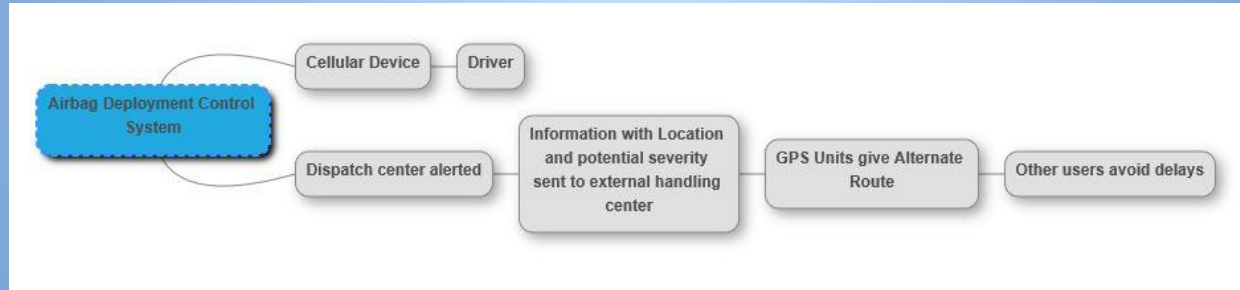 Cellular Device
Driver
Airbag Deployment Control
System
Dispatch center alerted
Information with Location
and potential severity
sent to external handling
center
GPS Units give Alternate
Route
Other users avoid delays